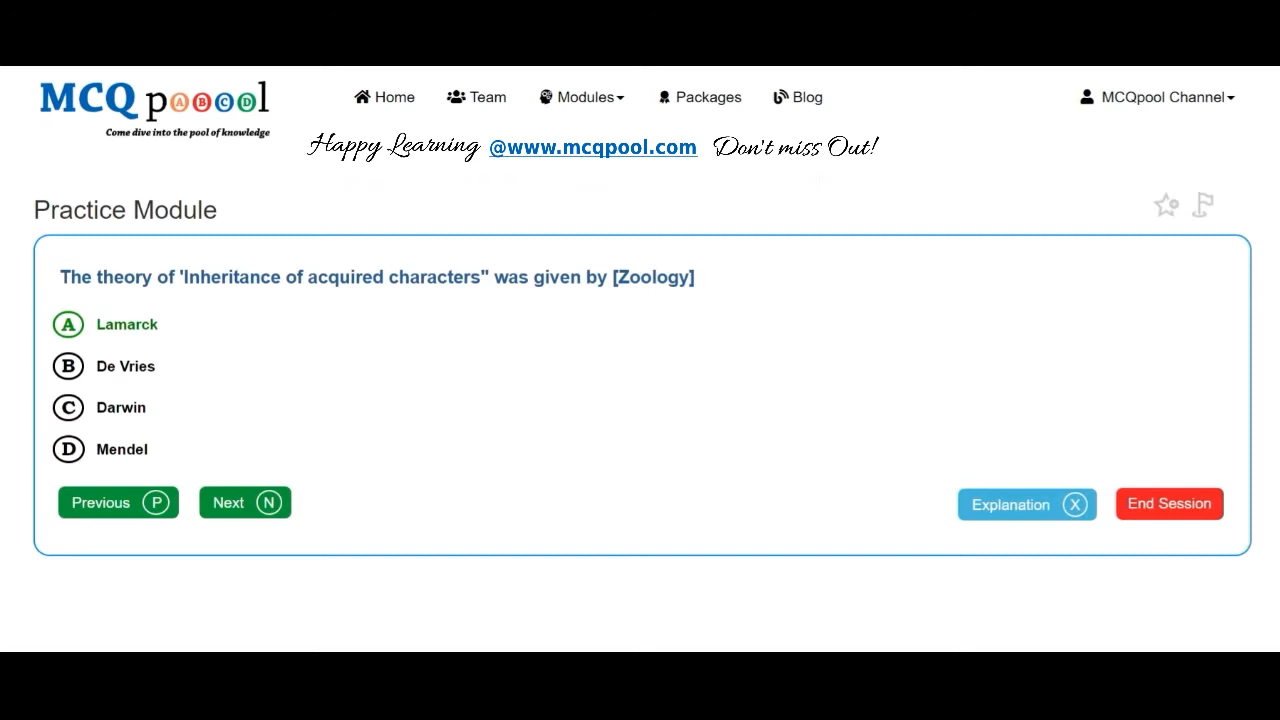 MCQ pooool
Come dive into the pool of knowledge
Home Team Modules Packages Blog MCQpool Channel
Happy Learning @www.mcqpool.com Don't miss Out!
Practice Module
The theory of 'Inheritance of acquired characters" was given by [Zoology]
A Lamarck
B De Vries
C Darwin
D Mendel
Previous P Next N Explanation X End Session